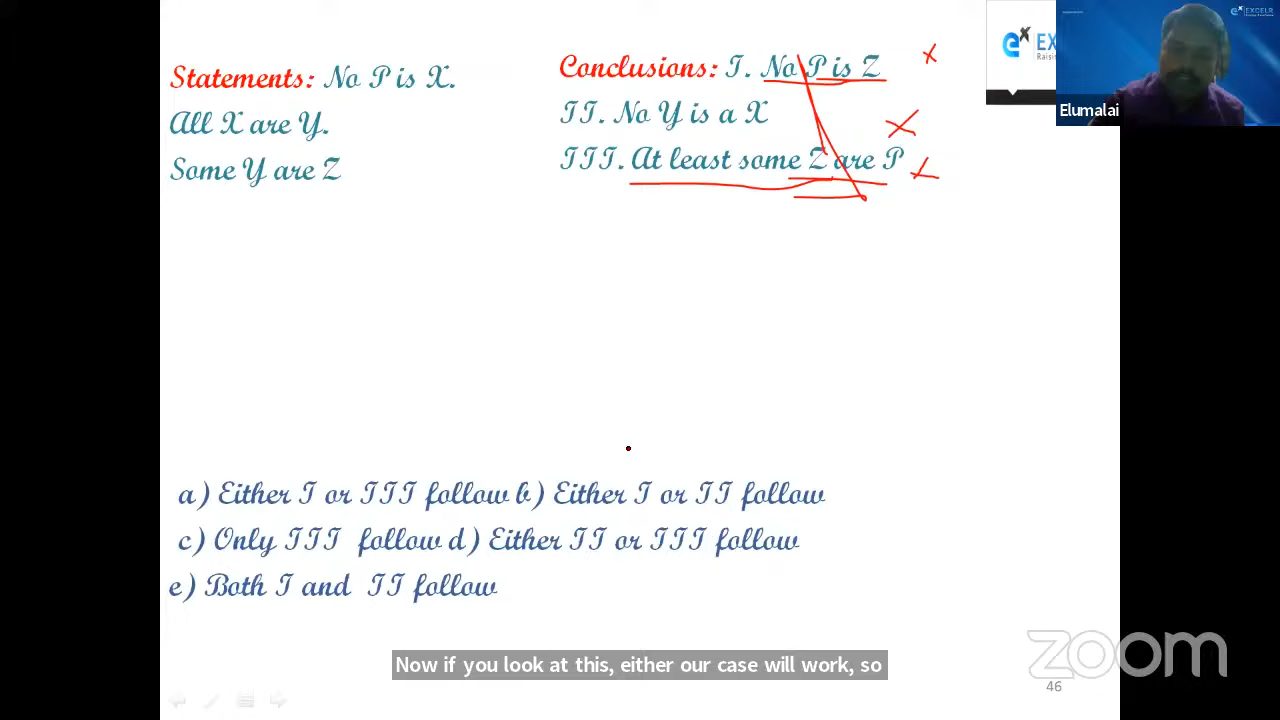 Statements: No P is X.
All X are Y.
Some Y are Z
Conclusions: I. No P is Z
II. No Y is a X
III. At least some Z are P
a) Either I or III follow b) Either I or II follow
c) Only III follow d) Either II or III follow
e) Both I and II follow
Now if you look at this, either our case will work, so
Elumalai
EXCELR
zoom
46